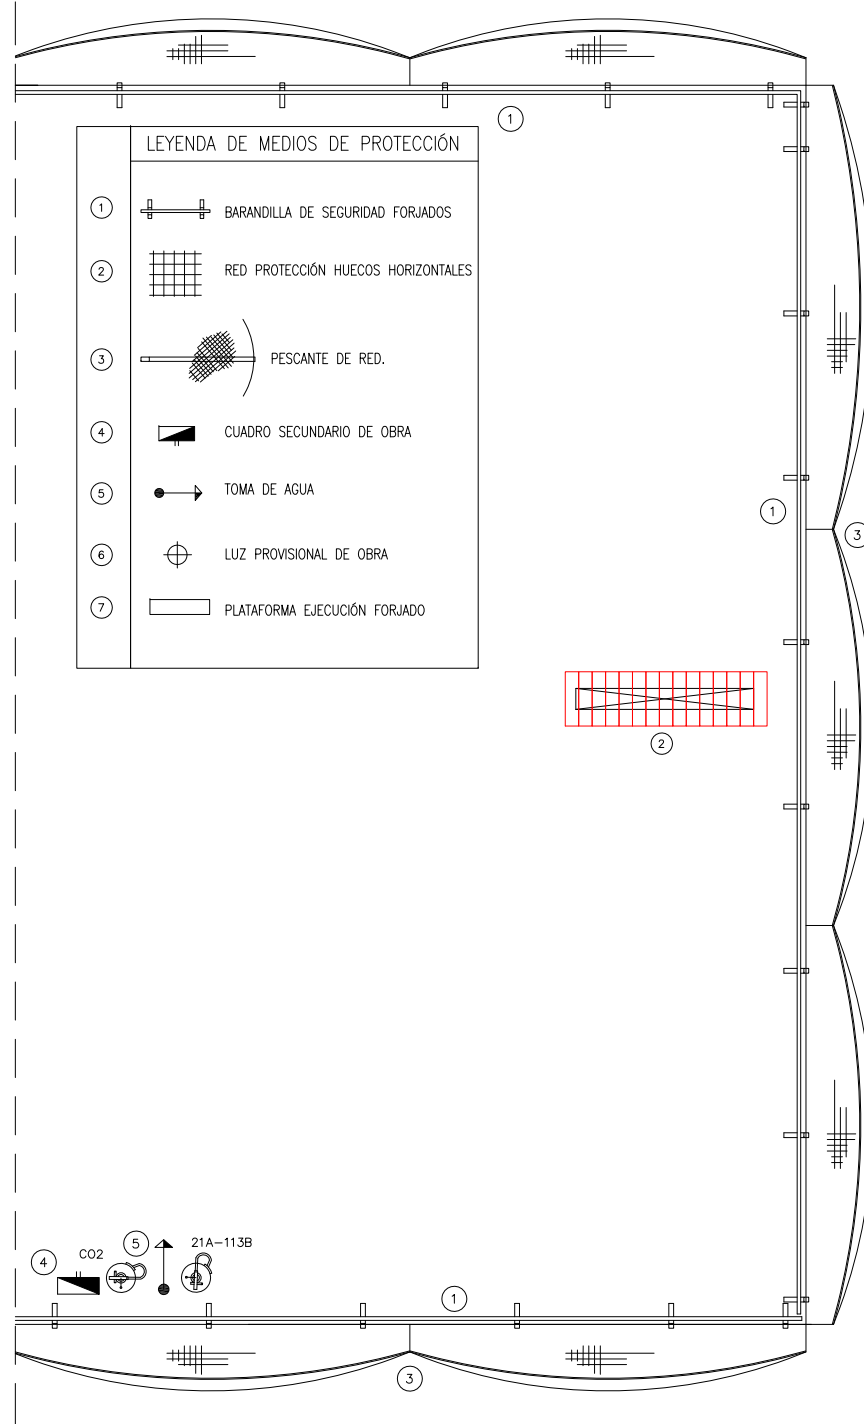 1
LEYENDA DE MEDIOS DE PROTECCIÓN
1 BARANDILLA DE SEGURIDAD FORJADOS
2 RED PROTECCIÓN HUECOS HORIZONTALES
3 PESCANTE DE RED.
4 CUADRO SECUNDARIO DE OBRA
5 TOMA DE AGUA
6 LUZ PROVISIONAL DE OBRA
7 PLATAFORMA EJECUCIÓN FORJADO
1
3
2
5 21A-113B
4 CO2
1
3